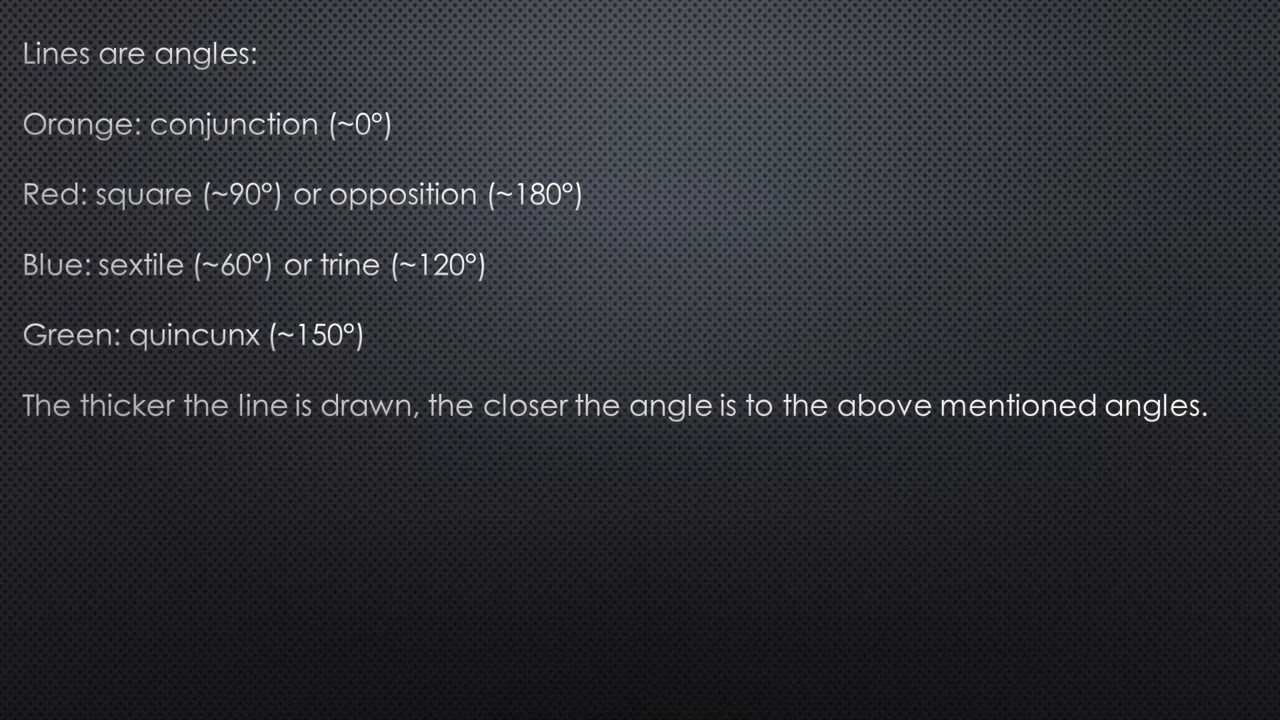 Lines are angles:
Orange: conjunction (~0°)
Red: square (~90°) or opposition (~180°)
Blue: sextile (~60°) or trine (~120°)
Green: quincunx (~150°)
The thicker the line is drawn, the closer the angle is to the above mentioned angles.